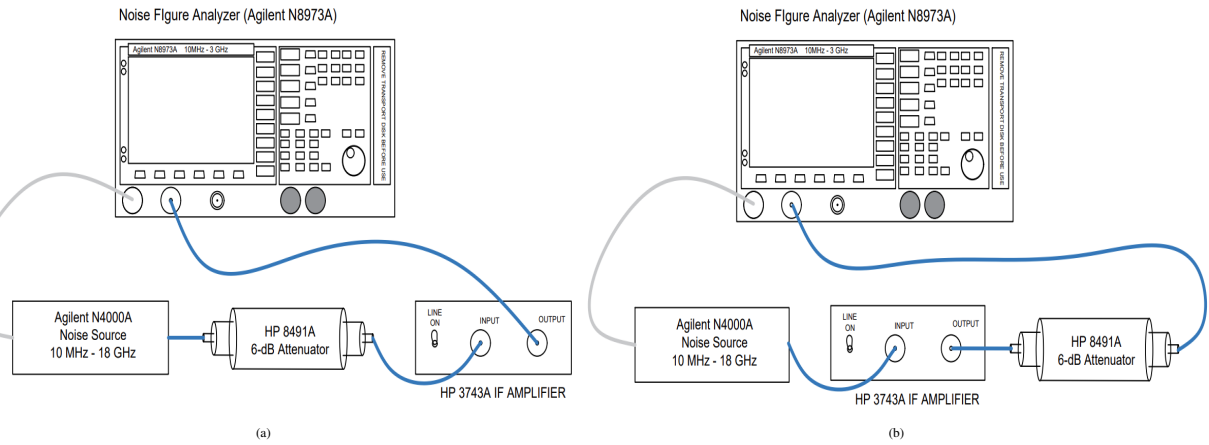 Noise FIgure Analyzer (Agilent N8973A)
Agilent N8973A 10MHz - 3 GHz
REMOVE TRANSPORT DISK BEFORE USE
Agilent N4000A
Noise Source
10 MHz - 18 GHz
HP 8491A
6-dB Attenuator
LINE
ON
INPUT
OUTPUT
HP 3743A IF AMPLIFIER
(a)
Noise FIgure Analyzer (Agilent N8973A)
Agilent N8973A 10MHz - 3 GHz
REMOVE TRANSPORT DISK BEFORE USE
Agilent N4000A
Noise Source
10 MHz - 18 GHz
LINE
ON
INPUT
OUTPUT
HP 3743A IF AMPLIFIER
HP 8491A
6-dB Attenuator
(b)